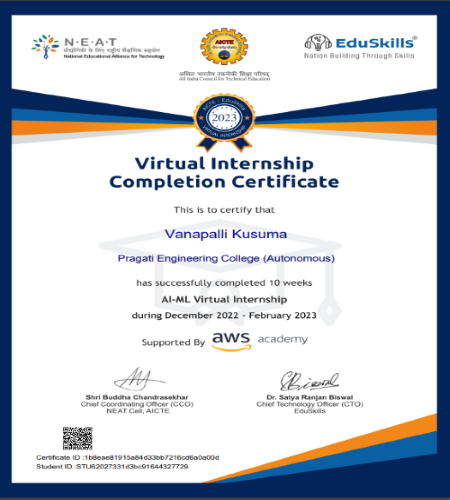 N·E·A·T
प्रौद्योगिकी के लिए राष्ट्रीय शैक्षणिक सहयोग
National Educational Alliance for Technology
AICTE
अखिल भारतीय तकनीकी शिक्षा परिषद्
All India Council for Technical Education
EduSkills®
Nation Building Through Skills
AICTE - EduSkills
2023
VIRTUAL INTERNSHIP
Virtual Internship
Completion Certificate
This is to certify that
Vanapalli Kusuma
Pragati Engineering College (Autonomous)
has successfully completed 10 weeks
AI-ML Virtual Internship
during December 2022 - February 2023
Supported By aws academy
Shri Buddha Chandrasekhar
Chief Coordinating Officer (CCO)
NEAT Cell, AICTE
Dr. Satya Ranjan Biswal
Chief Technology Officer (CTO)
EduSkills
Certificate ID :1b8eae81915a84d33bb7216cd6a0a00d
Student ID :STU62027331d3bc91644327729